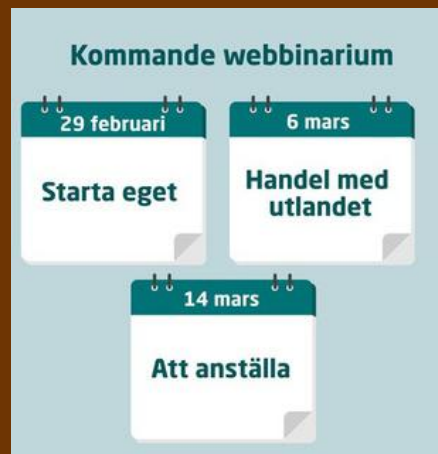 Kommande webbinarium
29 februari
Starta eget
6 mars
Handel med
utlandet
14 mars
Att anställa